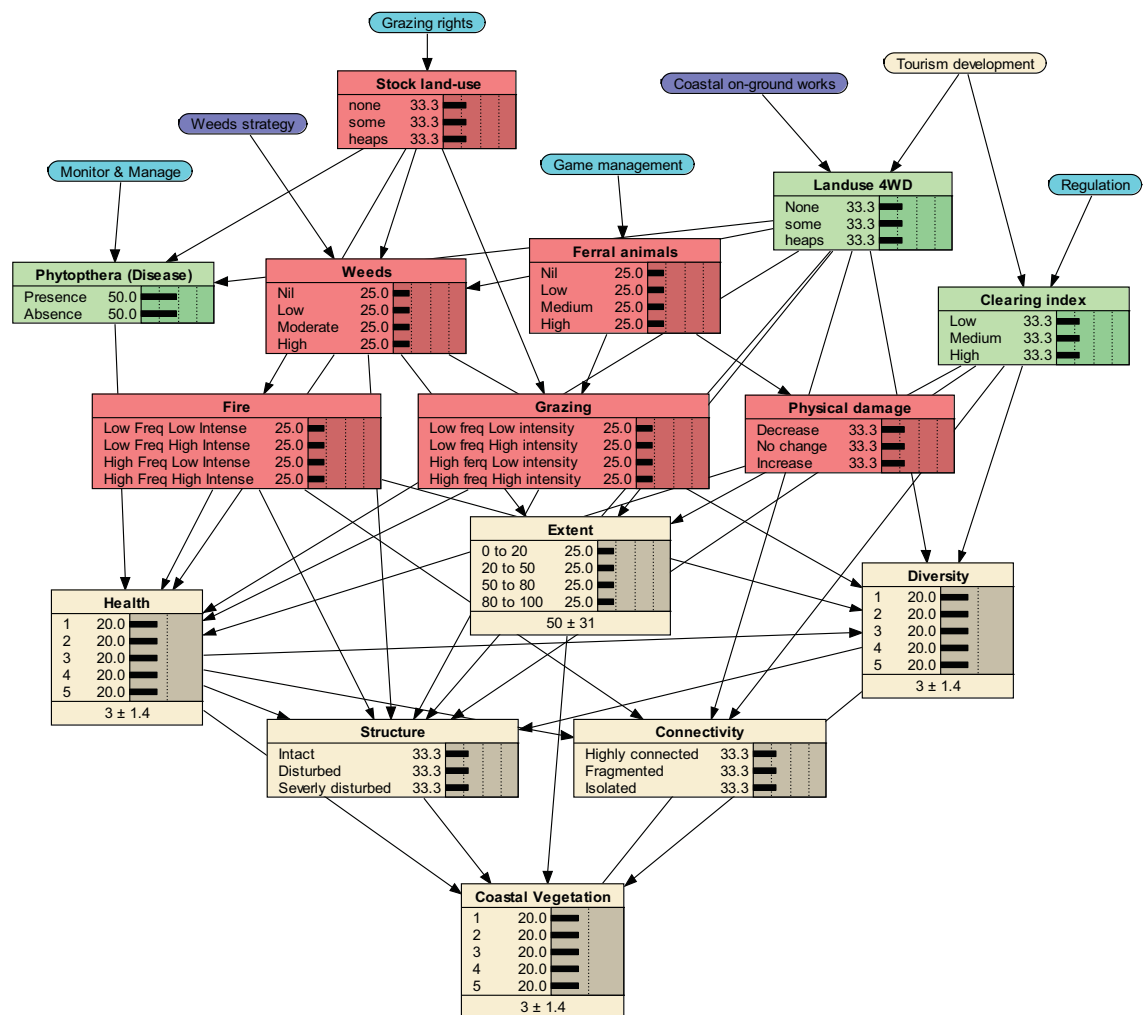 Grazing rights
Tourism development
Stock land-use
none 33.3
some 33.3
heaps 33.3
Coastal on-ground works
Weeds strategy
Monitor & Manage
Game management
Landuse 4WD
None 33.3
some 33.3
heaps 33.3
Regulation
Ferral animals
Nil 25.0
Low 25.0
Medium 25.0
High 25.0
Phytopthera (Disease)
Presence 50.0
Absence 50.0
Weeds
Nil 25.0
Low 25.0
Moderate 25.0
High 25.0
Clearing index
Low 33.3
Medium 33.3
High 33.3
Fire
Low Freq Low Intense 25.0
Low Freq High Intense 25.0
High Freq Low Intense 25.0
High Freq High Intense 25.0
Grazing
Low freq Low intensity 25.0
Low freq High intensity 25.0
High ferq Low intensity 25.0
High freq High intensity 25.0
Physical damage
Decrease 33.3
No change 33.3
Increase 33.3
Extent
0 to 20 25.0
20 to 50 25.0
50 to 80 25.0
80 to 100 25.0
50 ± 31
Health
1 20.0
2 20.0
3 20.0
4 20.0
5 20.0
3 ± 1.4
Diversity
1 20.0
2 20.0
3 20.0
4 20.0
5 20.0
3 ± 1.4
Structure
Intact 33.3
Disturbed 33.3
Severly disturbed 33.3
Connectivity
Highly connected 33.3
Fragmented 33.3
Isolated 33.3
Coastal Vegetation
1 20.0
2 20.0
3 20.0
4 20.0
5 20.0
3 ± 1.4